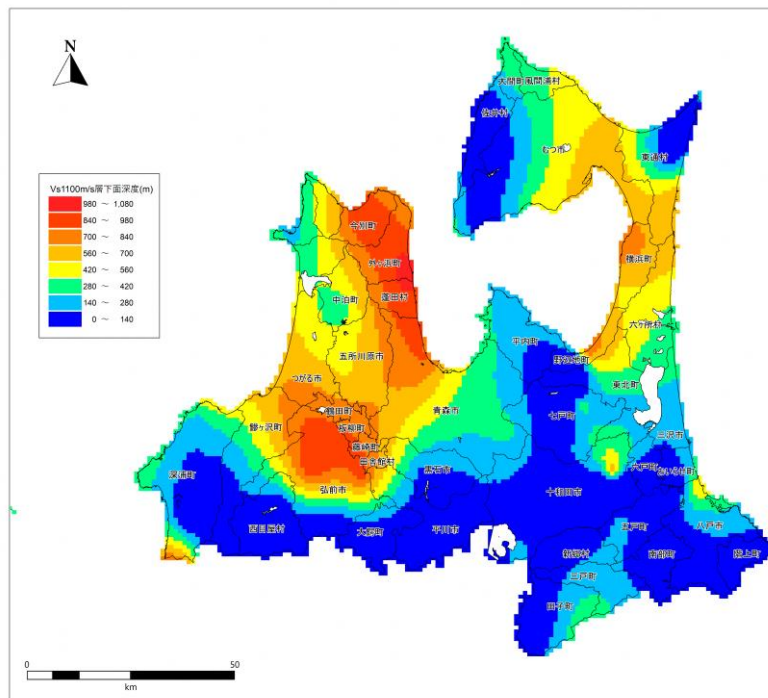 N
Vs1100m/s層下面深度(m)
980 ～ 1,080
840 ～ 980
700 ～ 840
560 ～ 700
420 ～ 560
280 ～ 420
140 ～ 280
0 ～ 140
大間町
風間浦村
佐井村
むつ市
東通村
今別町
外ヶ浜町
横浜町
蓬田村
中泊町
六ヶ所村
平内町
五所川原市
野辺地町
つがる市
東北町
鶴田町
青森市
七戸町
鰺ヶ沢町
板柳町
三沢市
藤崎町
田舎館村
深浦町
黒石市
六戸町
おいらせ町
弘前市
十和田市
西目屋村
大鰐町
平川市
五戸町
八戸市
新郷村
南部町
階上町
三戸町
田子町
0
50
km